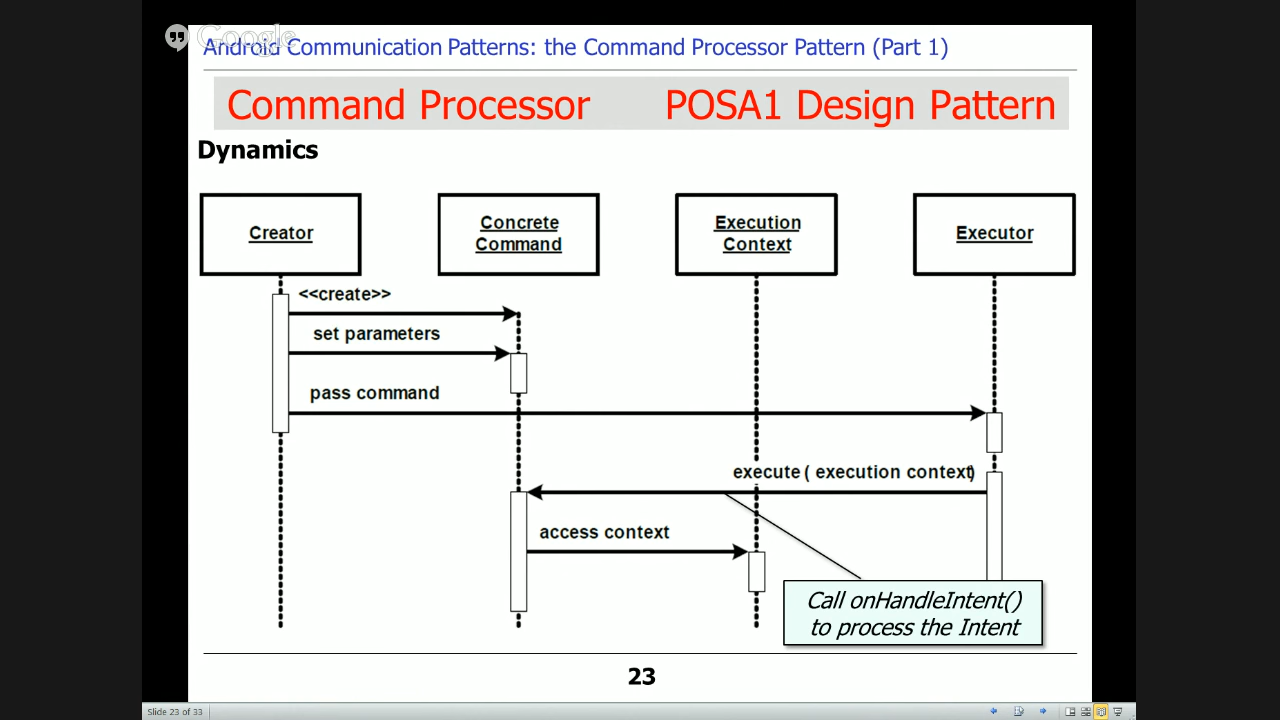 Google
Android Communication Patterns: the Command Processor Pattern (Part 1)
Command Processor POSA1 Design Pattern
Dynamics
Creator
Concrete
Command
Execution
Context
Executor
<<create>>
set parameters
pass command
execute ( execution context)
access context
Call onHandleIntent()
to process the Intent
23
Slide 23 of 33